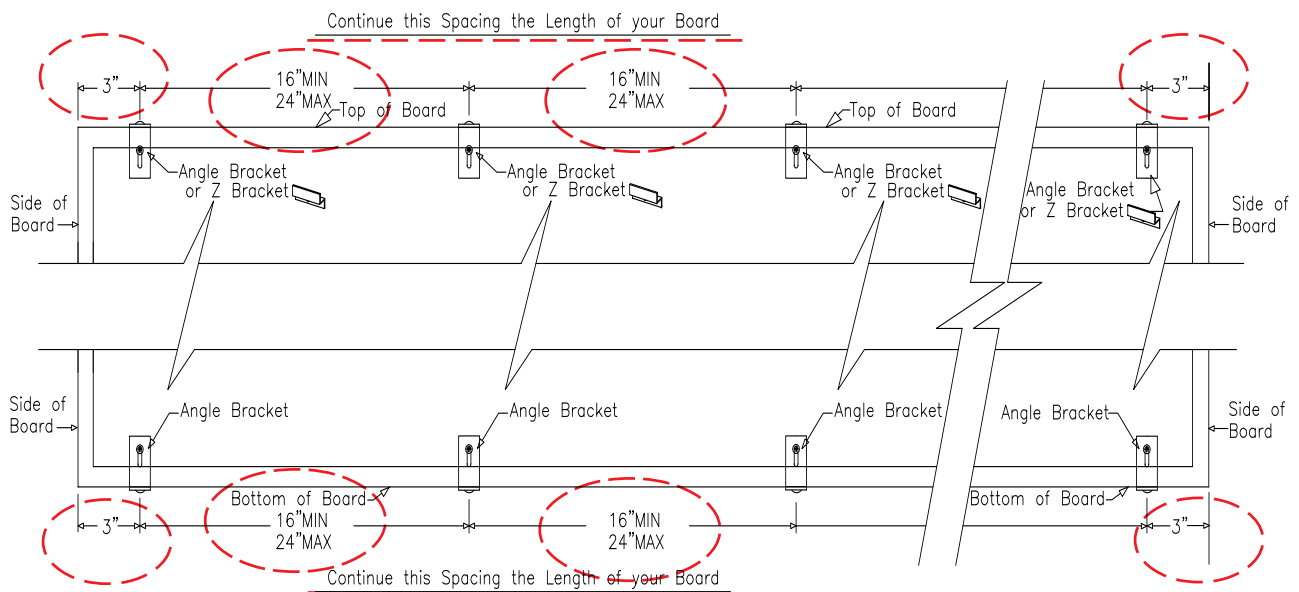 Continue this Spacing the Length of your Board
3”
16”MIN
24”MAX
16”MIN
24”MAX
3”
Top of Board
Top of Board
Angle Bracket
or Z Bracket
Angle Bracket
or Z Bracket
Angle Bracket
or Z Bracket
Angle Bracket
or Z Bracket
Side of
Board
Side of
Board
Side of
Board
Angle Bracket
Angle Bracket
Angle Bracket
Angle Bracket
Side of
Board
Bottom of Board
Bottom of Board
3”
16”MIN
24”MAX
16”MIN
24”MAX
3”
Continue this Spacing the Length of your Board